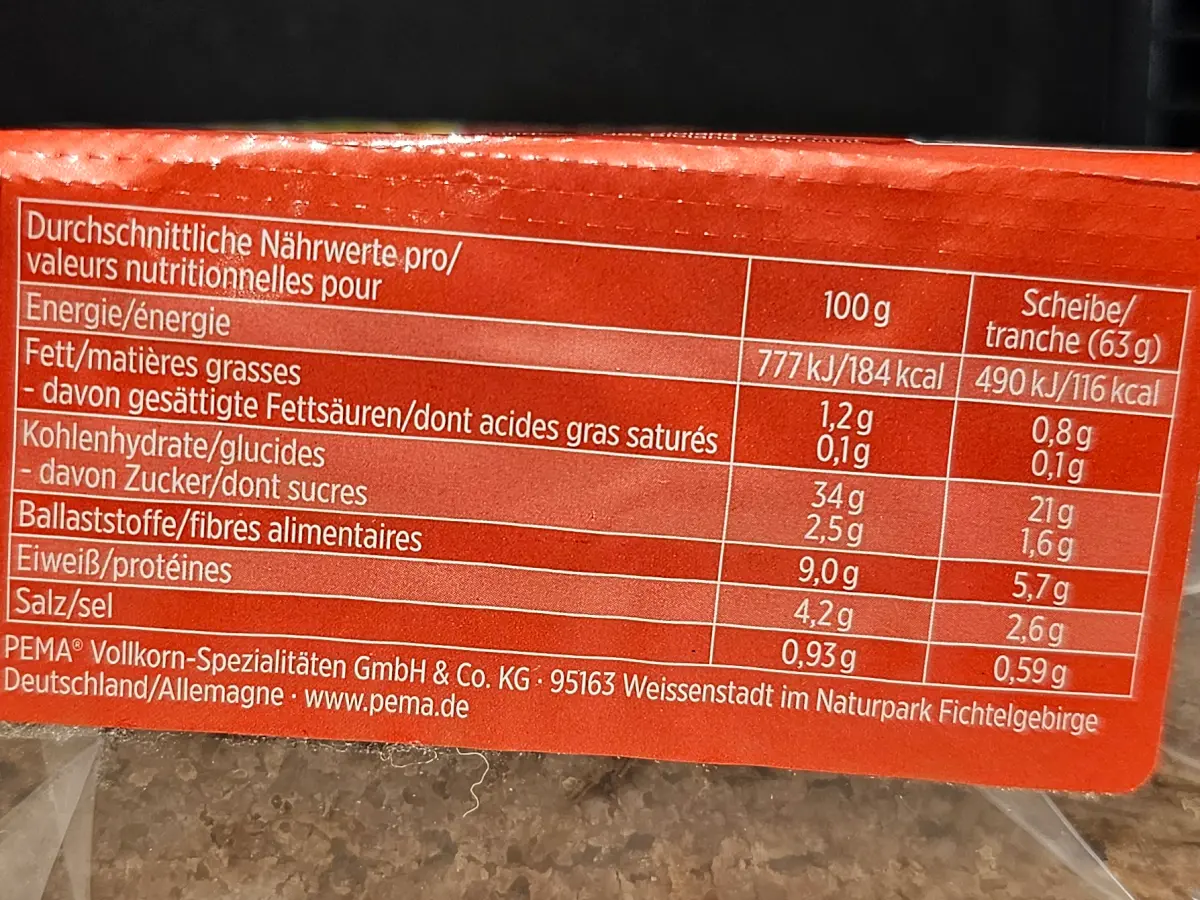 Durchschnittliche Nährwerte pro/
valeurs nutritionnelles pour
100 g
Scheibe/
tranche (63 g)
Energie/énergie 777 kJ/184 kcal 490 kJ/116 kcal
Fett/matières grasses 1,2 g 0,8 g
- davon gesättigte Fettsäuren/dont acides gras saturés 0,1 g 0,1 g
Kohlenhydrate/glucides 34 g 21 g
- davon Zucker/dont sucres 2,5 g 1,6 g
Ballaststoffe/fibres alimentaires 9,0 g 5,7 g
Eiweiß/protéines 4,2 g 2,6 g
Salz/sel 0,93 g 0,59 g
PEMA® Vollkorn-Spezialitäten GmbH & Co. KG · 95163 Weissenstadt im Naturpark Fichtelgebirge
Deutschland/Allemagne · www.pema.de